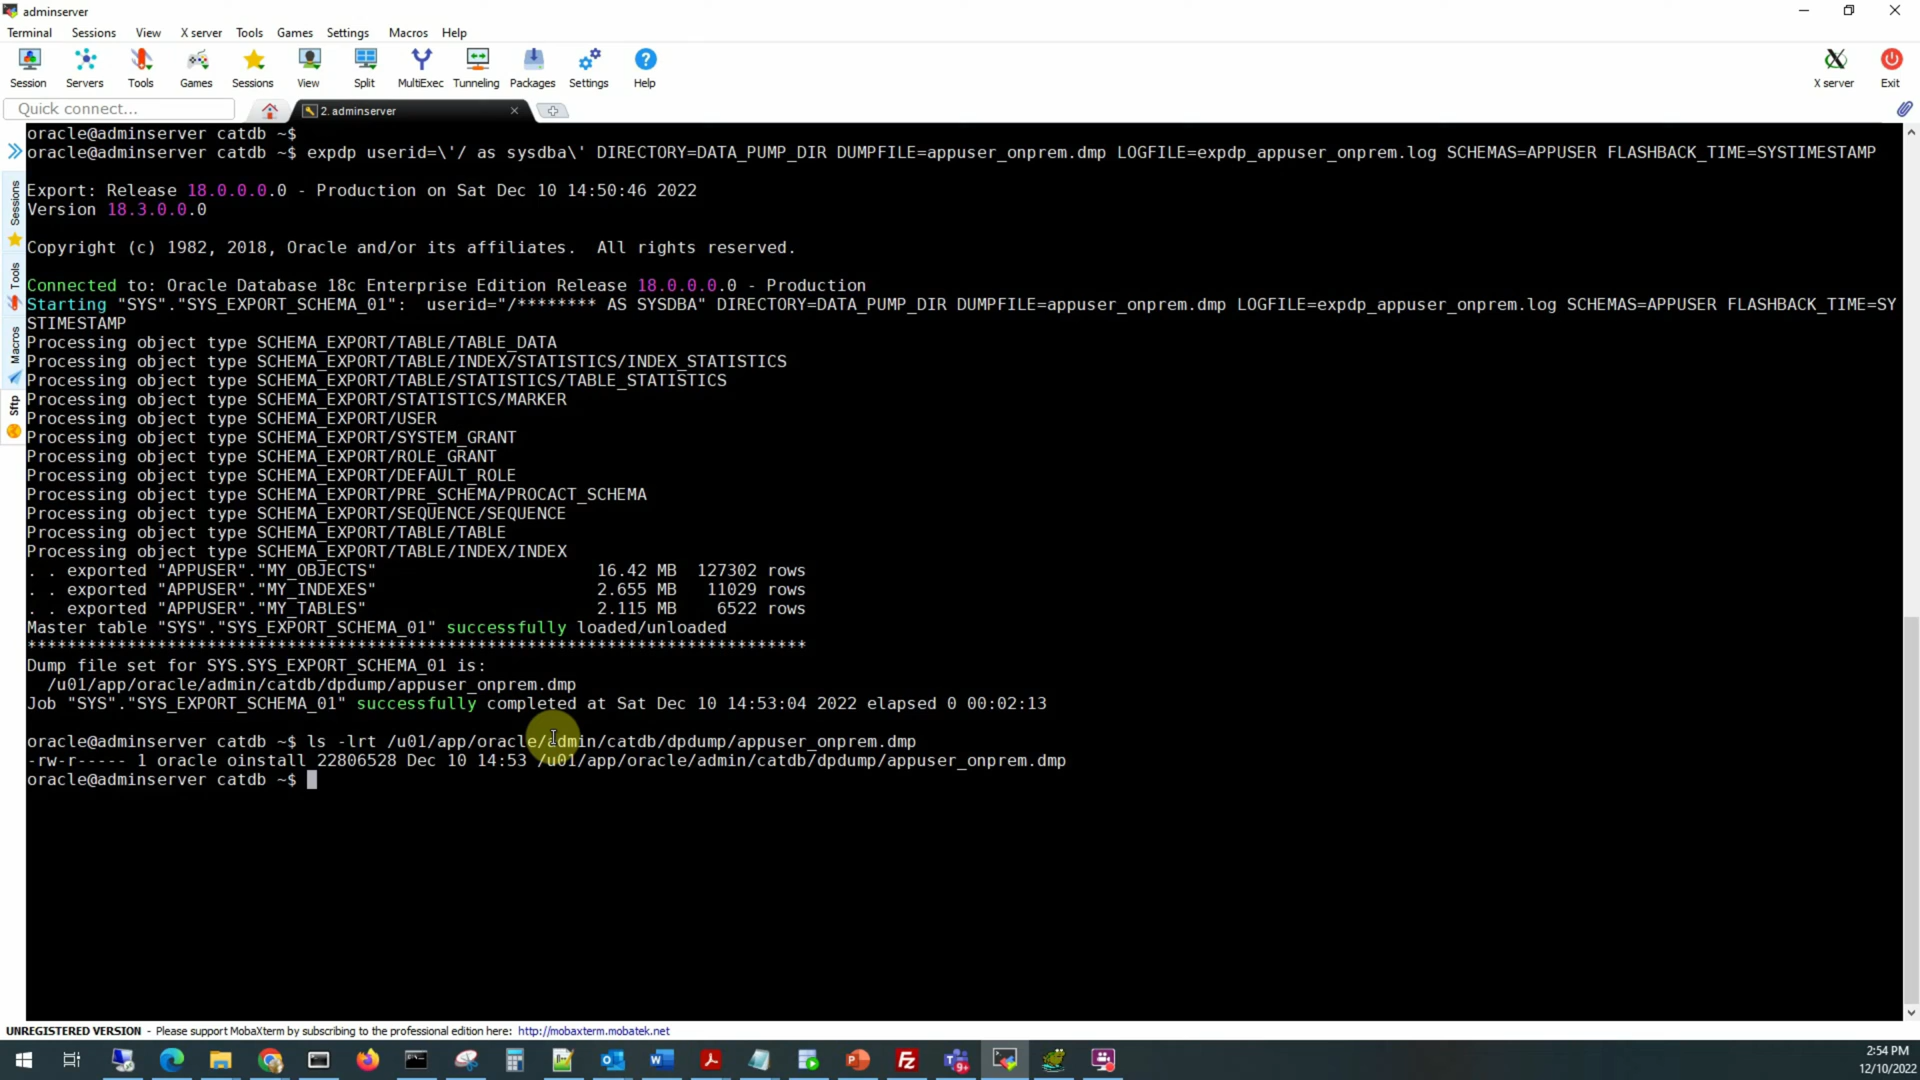 adminserver
Terminal Sessions View X server Tools Games Settings Macros Help
Session Servers Tools Games Sessions View Split MultiExec Tunneling Packages Settings Help X server Exit
Quick connect... 2. adminserver
oracle@adminserver catdb ~$
oracle@adminserver catdb ~$ expdp userid=\'/ as sysdba\' DIRECTORY=DATA_PUMP_DIR DUMPFILE=appuser_onprem.dmp LOGFILE=expdp_appuser_onprem.log SCHEMAS=APPUSER FLASHBACK_TIME=SYSTIMESTAMP
Export: Release 18.0.0.0.0 - Production on Sat Dec 10 14:50:46 2022
Version 18.3.0.0.0
Copyright (c) 1982, 2018, Oracle and/or its affiliates.  All rights reserved.
Connected to: Oracle Database 18c Enterprise Edition Release 18.0.0.0.0 - Production
Starting "SYS"."SYS_EXPORT_SCHEMA_01":  userid="/******** AS SYSDBA" DIRECTORY=DATA_PUMP_DIR DUMPFILE=appuser_onprem.dmp LOGFILE=expdp_appuser_onprem.log SCHEMAS=APPUSER FLASHBACK_TIME=SY
STIMESTAMP
Processing object type SCHEMA_EXPORT/TABLE/TABLE_DATA
Processing object type SCHEMA_EXPORT/TABLE/INDEX/STATISTICS/INDEX_STATISTICS
Processing object type SCHEMA_EXPORT/TABLE/STATISTICS/TABLE_STATISTICS
Processing object type SCHEMA_EXPORT/STATISTICS/MARKER
Processing object type SCHEMA_EXPORT/USER
Processing object type SCHEMA_EXPORT/SYSTEM_GRANT
Processing object type SCHEMA_EXPORT/ROLE_GRANT
Processing object type SCHEMA_EXPORT/DEFAULT_ROLE
Processing object type SCHEMA_EXPORT/PRE_SCHEMA/PROCACT_SCHEMA
Processing object type SCHEMA_EXPORT/SEQUENCE/SEQUENCE
Processing object type SCHEMA_EXPORT/TABLE/TABLE
Processing object type SCHEMA_EXPORT/TABLE/INDEX/INDEX
. . exported "APPUSER"."MY_OBJECTS" 16.42 MB 127302 rows
. . exported "APPUSER"."MY_INDEXES" 2.655 MB 11029 rows
. . exported "APPUSER"."MY_TABLES" 2.115 MB 6522 rows
Master table "SYS"."SYS_EXPORT_SCHEMA_01" successfully loaded/unloaded
******************************************************************************
Dump file set for SYS.SYS_EXPORT_SCHEMA_01 is:
/u01/app/oracle/admin/catdb/dpdump/appuser_onprem.dmp
Job "SYS"."SYS_EXPORT_SCHEMA_01" successfully completed at Sat Dec 10 14:53:04 2022 elapsed 0 00:02:13
oracle@adminserver catdb ~$ ls -lrt /u01/app/oracle/admin/catdb/dpdump/appuser_onprem.dmp
-rw-r----- 1 oracle oinstall 22806528 Dec 10 14:53 /u01/app/oracle/admin/catdb/dpdump/appuser_onprem.dmp
oracle@adminserver catdb ~$
Sessions
Tools
Macros
Sftp
UNREGISTERED VERSION - Please support MobaXterm by subscribing to the professional edition here: http://mobaxterm.mobatek.net
9+
2:54 PM
12/10/2022